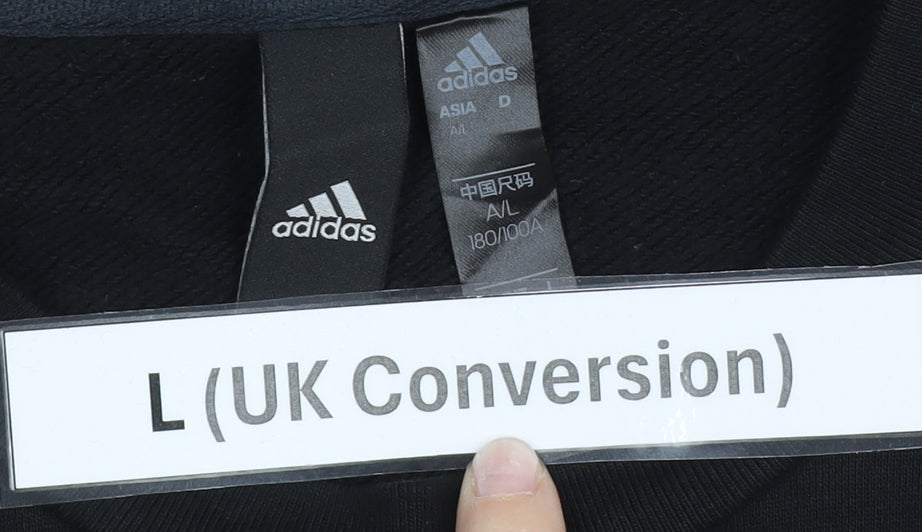 adidas
adidas
ASIA D
A/L
中国尺码
A/L
180/100A
L (UK Conversion)